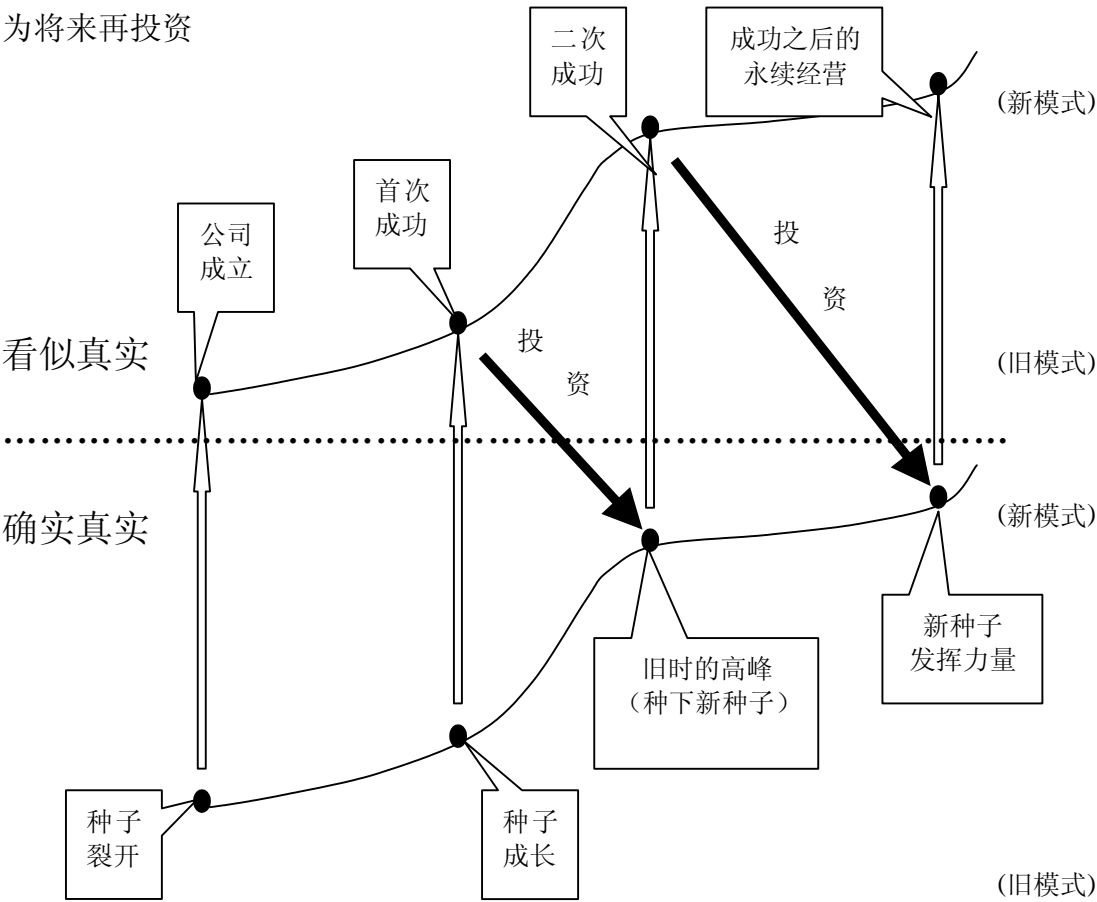 为将来再投资
二次
成功
成功之后的
永续经营
(新模式)
首次
成功
公司
成立
投
资
看似真实
投
资
(旧模式)
确实真实
(新模式)
新种子
发挥力量
旧时的高峰
（种下新种子）
种子
裂开
种子
成长
(旧模式)